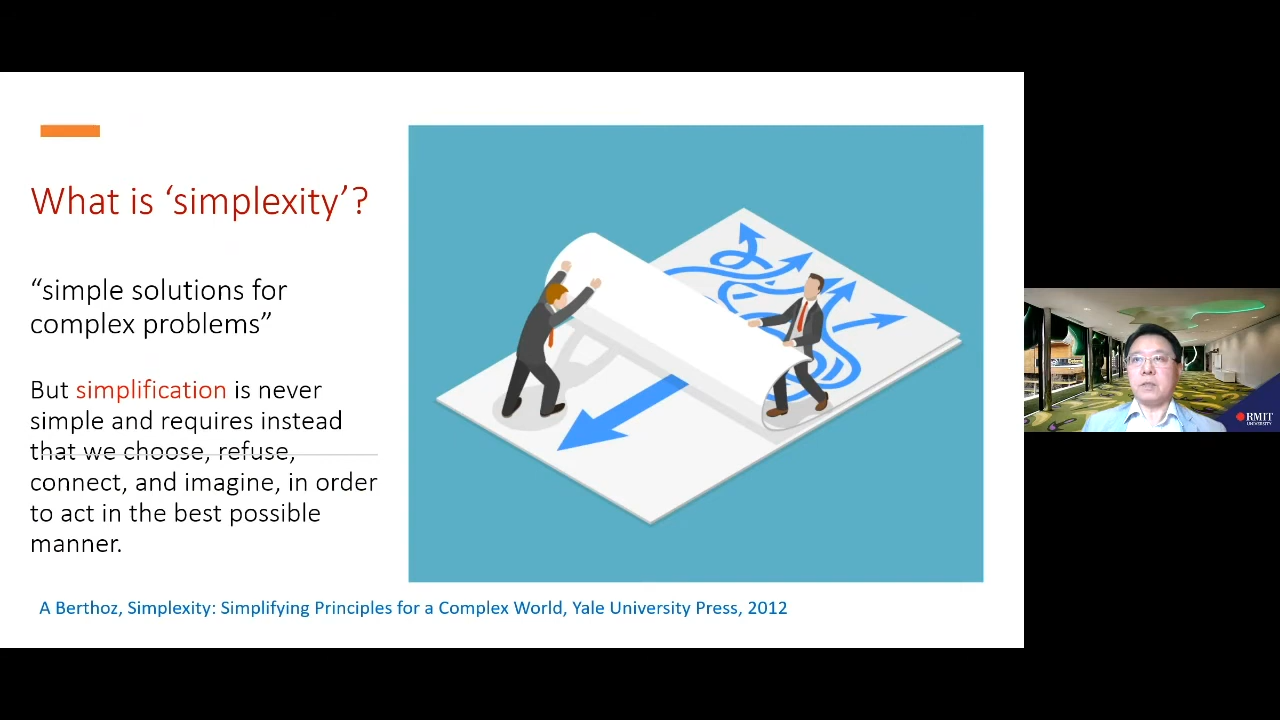 What is ‘simplexity’?
“simple solutions for
complex problems”
But simplification is never
simple and requires instead
that we choose, refuse,
connect, and imagine, in order
to act in the best possible
manner.
A Berthoz, Simplexity: Simplifying Principles for a Complex World, Yale University Press, 2012
RMIT
UNIVERSITY